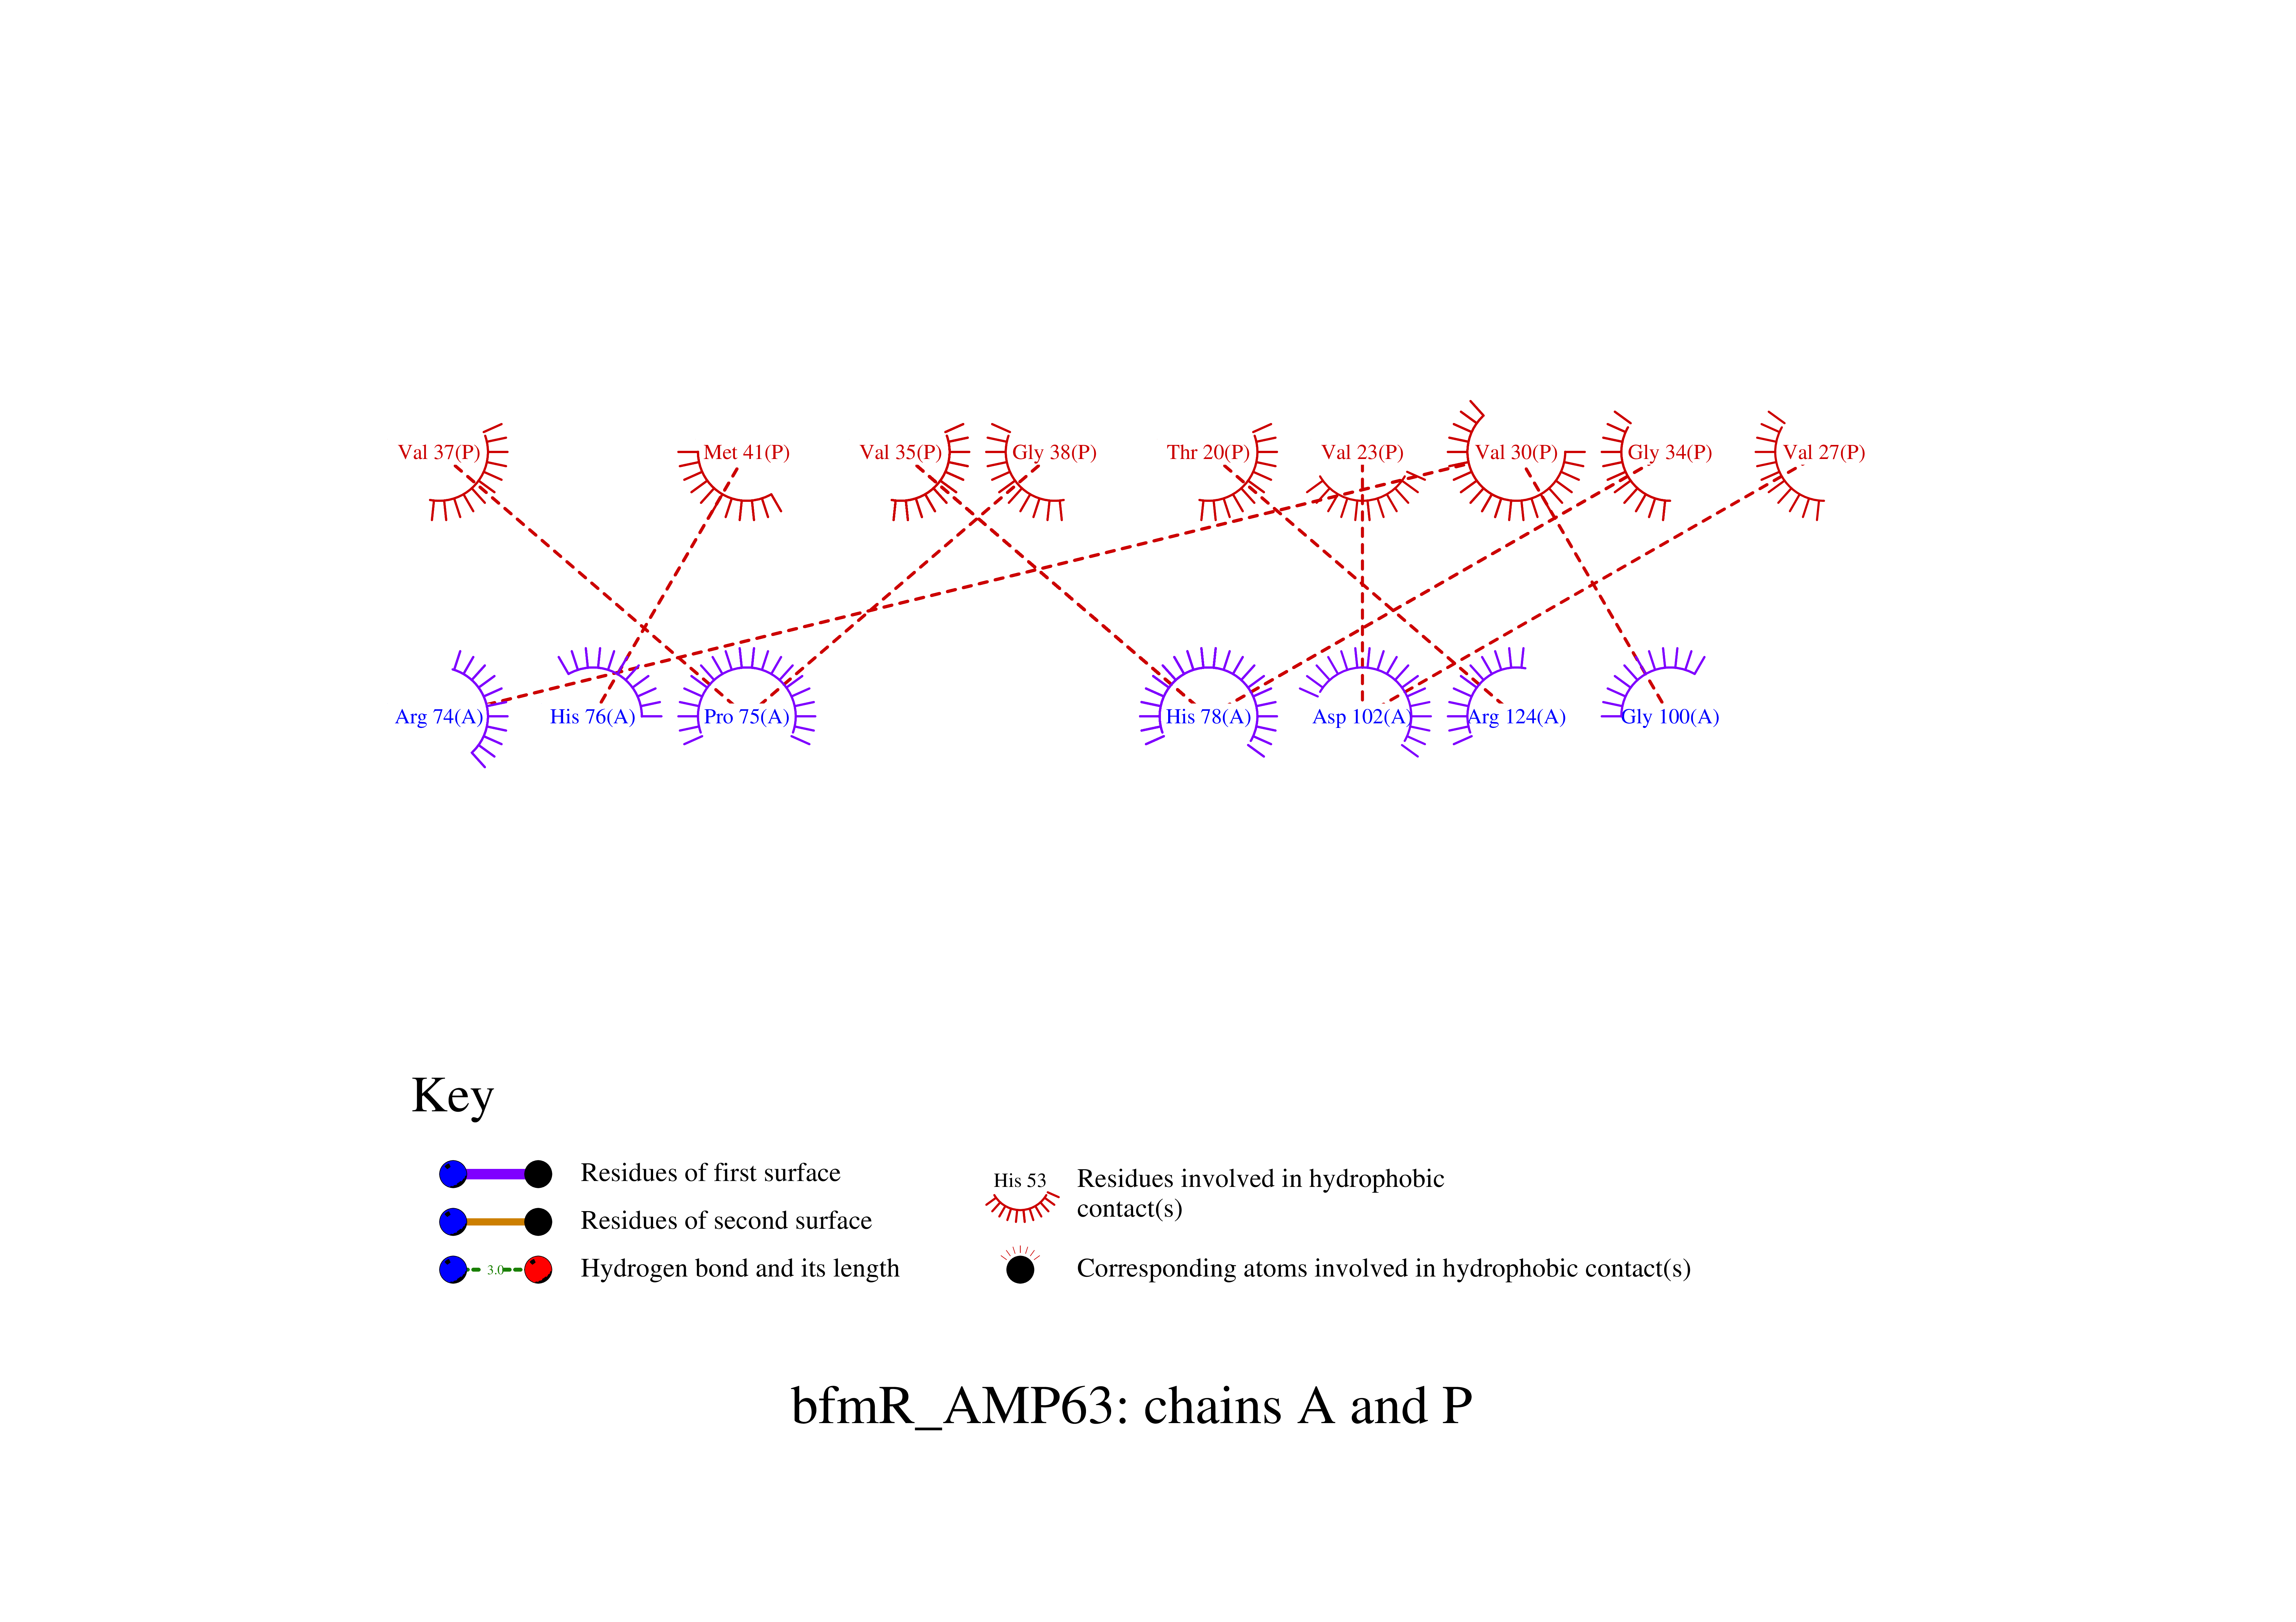 Val 37(P) Met 41(P) Val 35(P) Gly 38(P) Thr 20(P) Val 23(P) Val 30(P) Gly 34(P) Val 27(P)
Arg 74(A) His 76(A) Pro 75(A) His 78(A) Asp 102(A) Arg 124(A) Gly 100(A)
Key
Residues of first surface
Residues of second surface
3.0 Hydrogen bond and its length
His 53 Residues involved in hydrophobic
contact(s)
Corresponding atoms involved in hydrophobic contact(s)
bfmR_AMP63: chains A and P